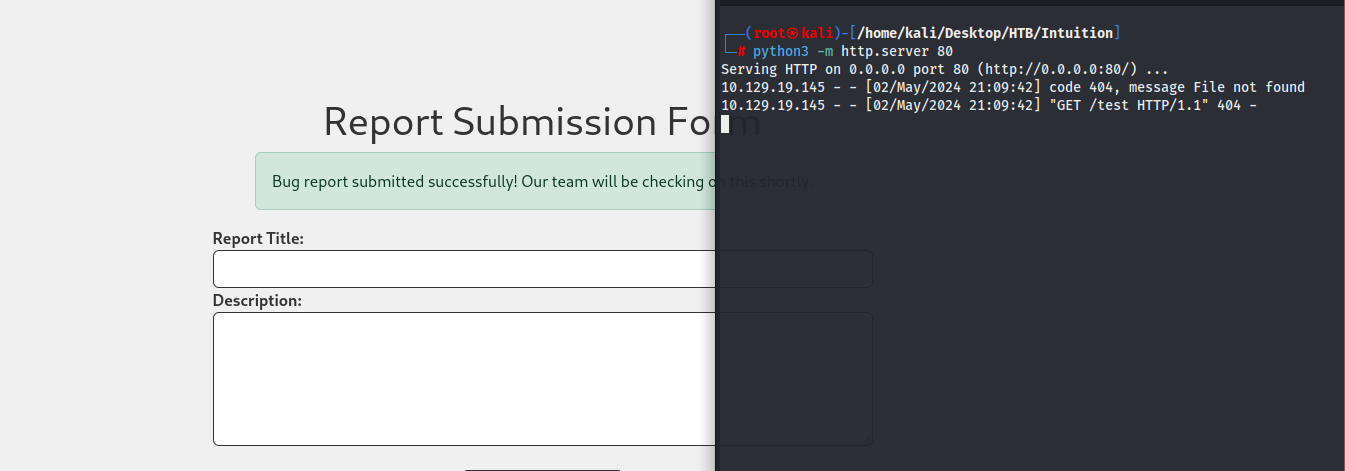 Report Submission Form
Bug report submitted successfully! Our team will be checking on this shortly.
Report Title:
Description:
┌──(root㉿kali)-[/home/kali/Desktop/HTB/Intuition]
└─# python3 -m http.server 80
Serving HTTP on 0.0.0.0 port 80 (http://0.0.0.0:80/) ...
10.129.19.145 - - [02/May/2024 21:09:42] code 404, message File not found
10.129.19.145 - - [02/May/2024 21:09:42] "GET /test HTTP/1.1" 404 -